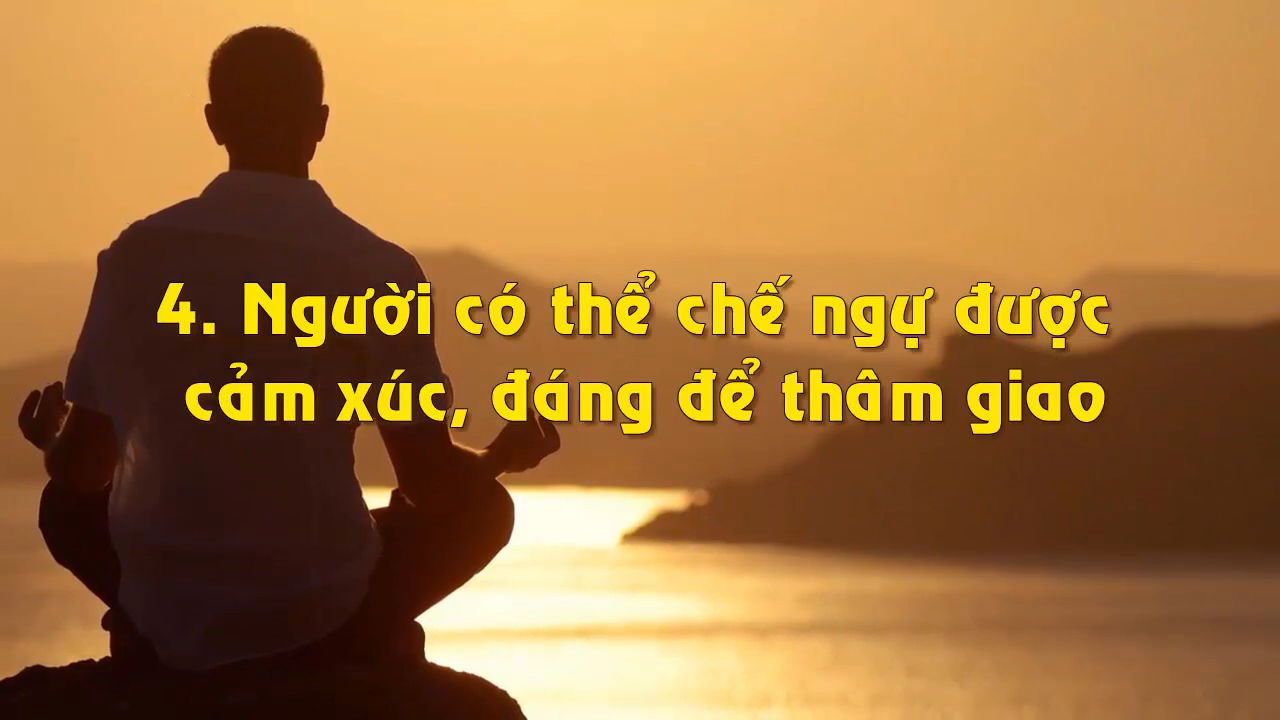 4. Người có thể chế ngự được
cảm xúc, đáng để thâm giao